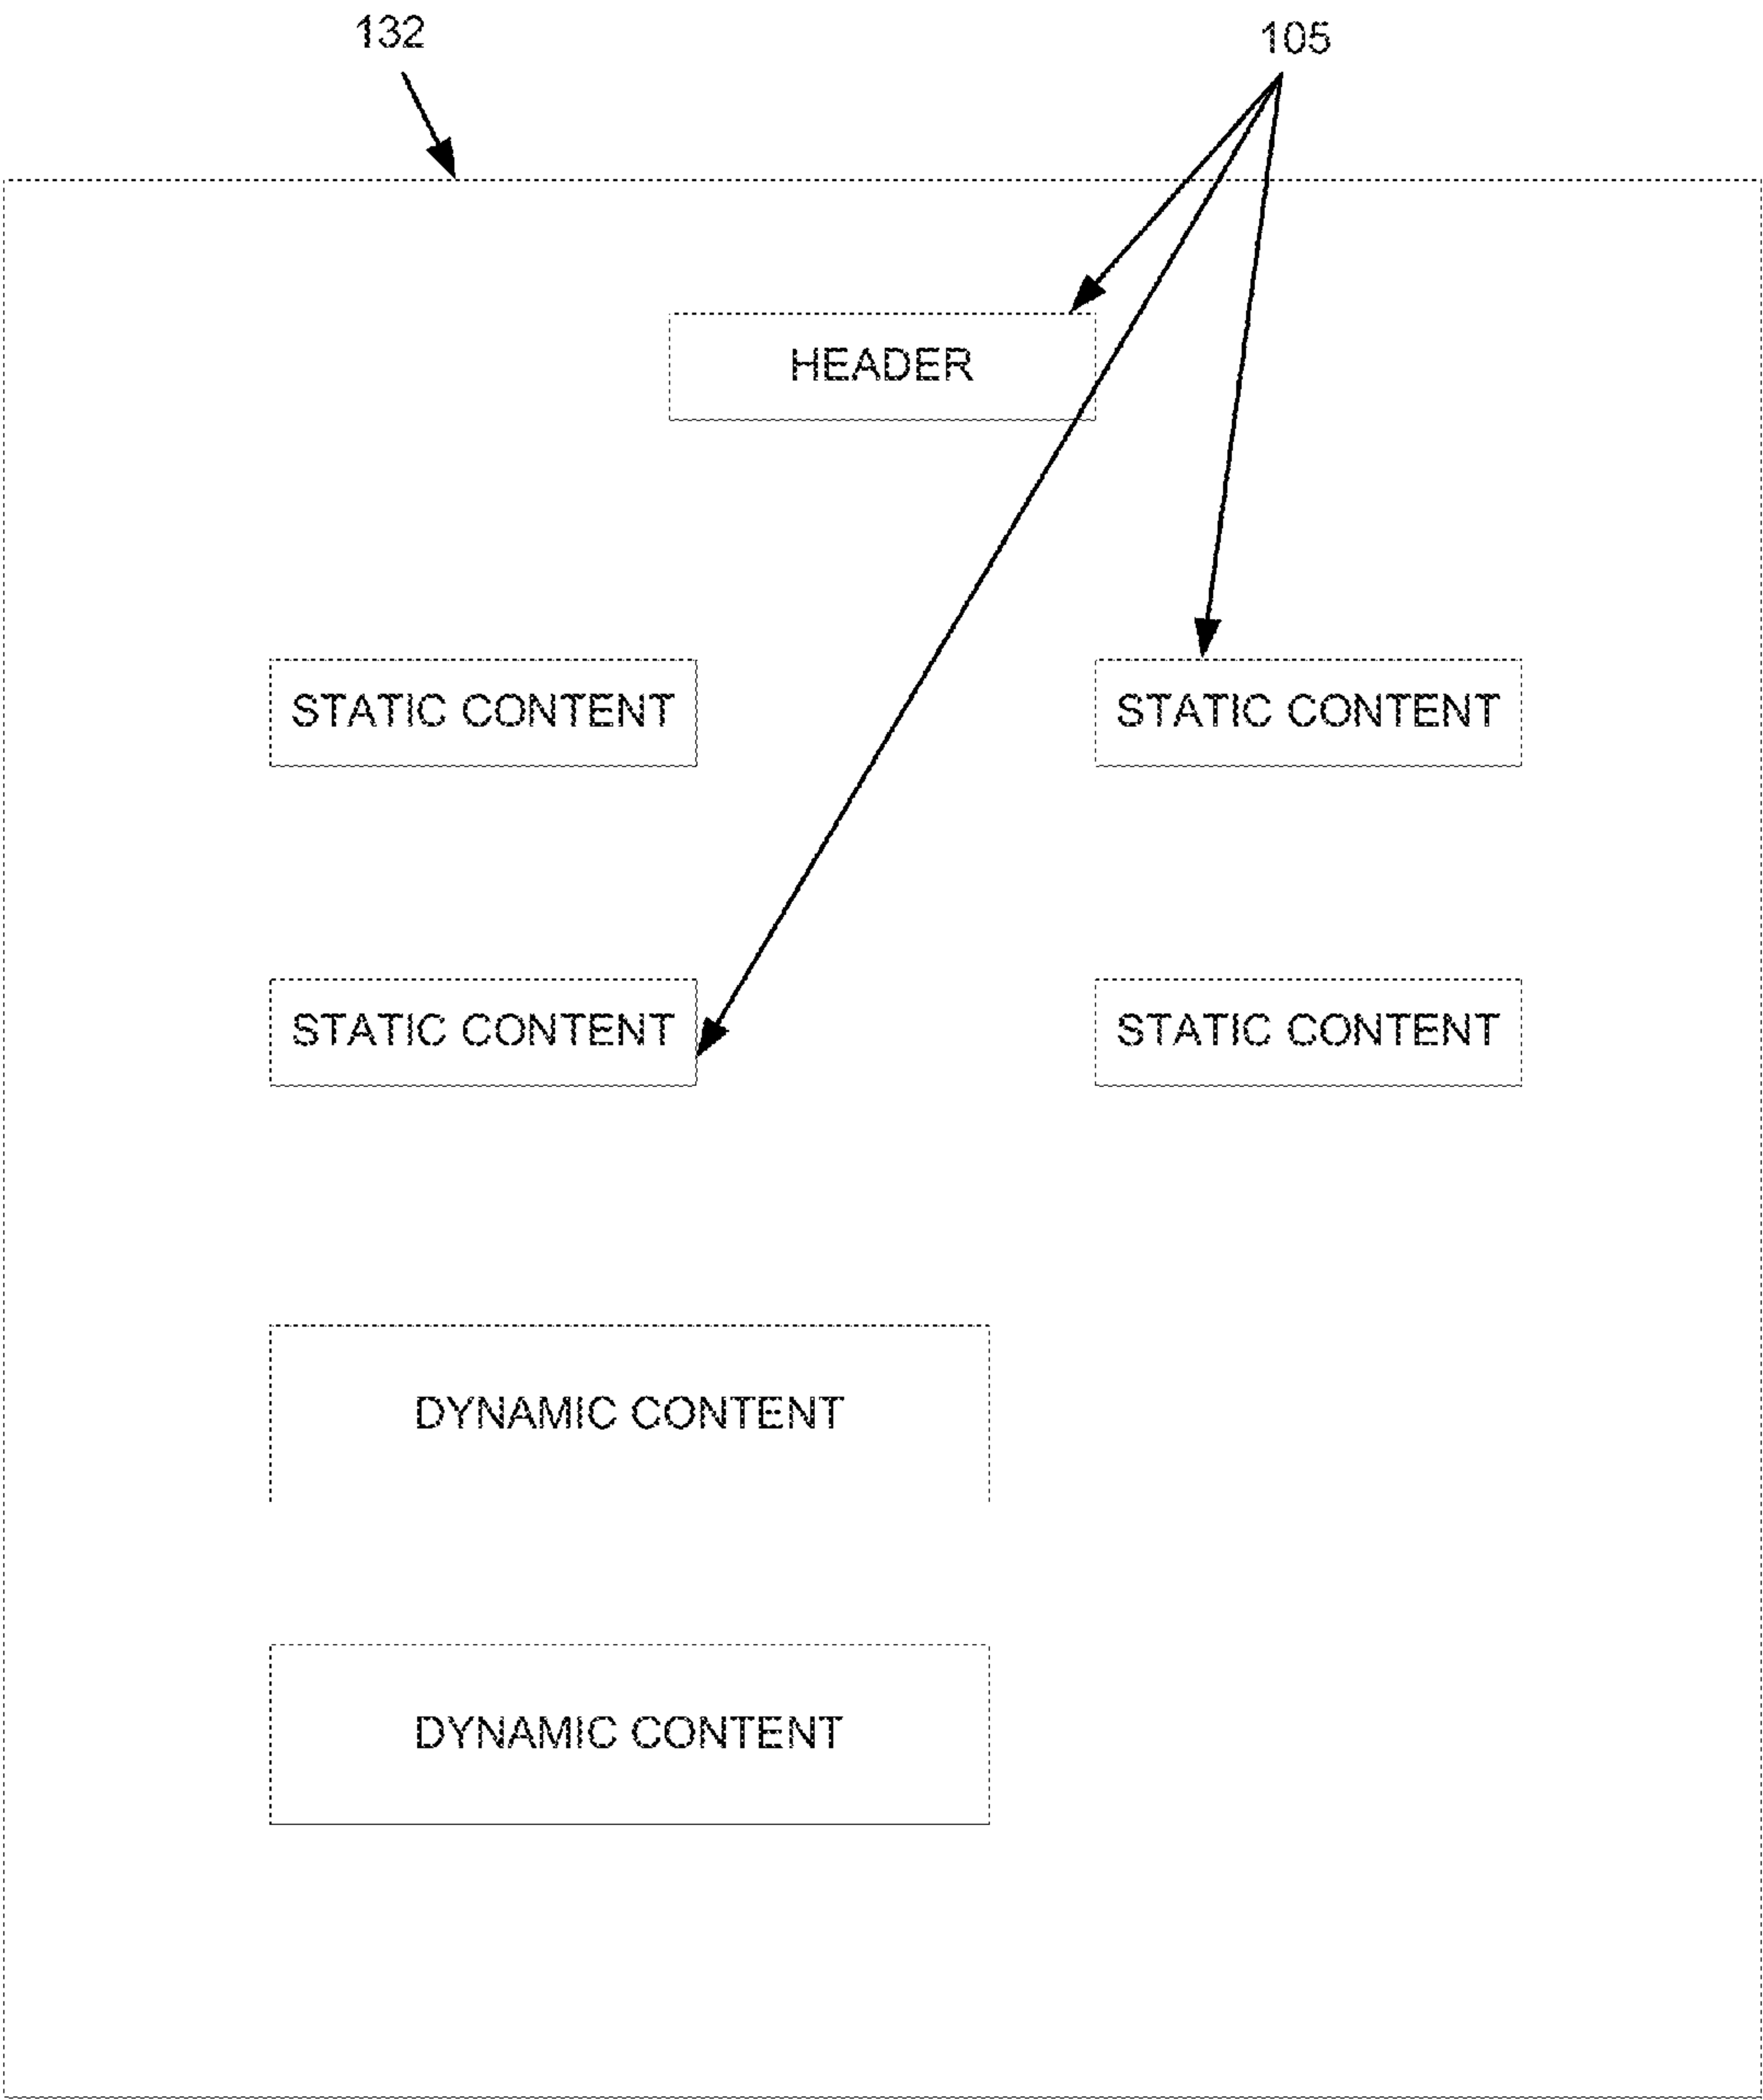 132 105
HEADER
STATIC CONTENT STATIC CONTENT
STATIC CONTENT STATIC CONTENT
DYNAMIC CONTENT
DYNAMIC CONTENT